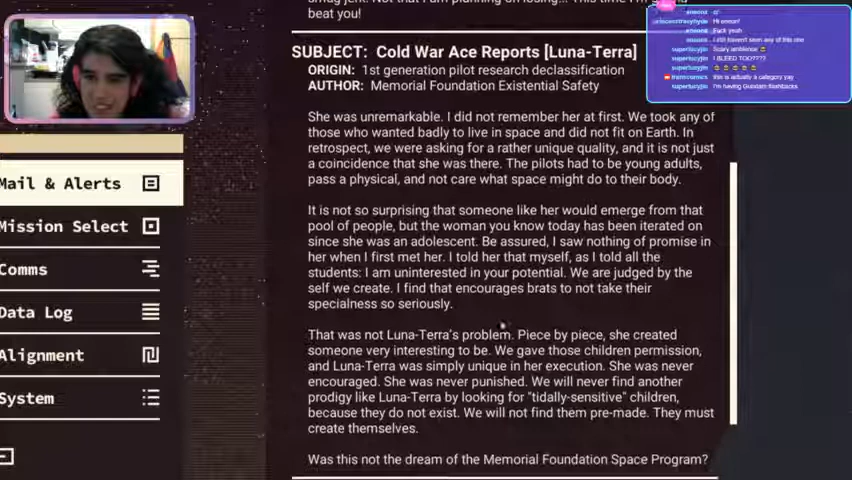 beat you!
SUBJECT: Cold War Ace Reports [Luna-Terra]
ORIGIN: 1st generation pilot research declassification
AUTHOR: Memorial Foundation Existential Safety
She was unremarkable. I did not remember her at first. We took any of
those who wanted badly to live in space and did not fit on Earth. In
retrospect, we were asking for a rather unique quality, and it is not just
a coincidence that she was there. The pilots had to be young adults,
pass a physical, and not care what space might do to their body.
It is not so surprising that someone like her would emerge from that
pool of people, but the woman you know today has been iterated on
since she was an adolescent. Be assured, I saw nothing of promise in
her when I first met her. I told her that myself, as I told all the
students: I am uninterested in your potential. We are judged by the
self we create. I find that encourages brats to not take their
specialness so seriously.
That was not Luna-Terra's problem. Piece by piece, she created
someone very interesting to be. We gave those children permission,
and Luna-Terra was simply unique in her execution. She was never
encouraged. She was never punished. We will never find another
prodigy like Luna-Terra by looking for "tidally-sensitive" children,
because they do not exist. We will not find them pre-made. They must
create themselves.
Was this not the dream of the Memorial Foundation Space Program?
Mail & Alerts
Mission Select
Comms
Data Log
Alignment
System
Fuck yeah
I still haven't seen any of this one
Scary ambience
I BLEED TOO????
this is actually a category yay
I'm having Gundam flashbacks